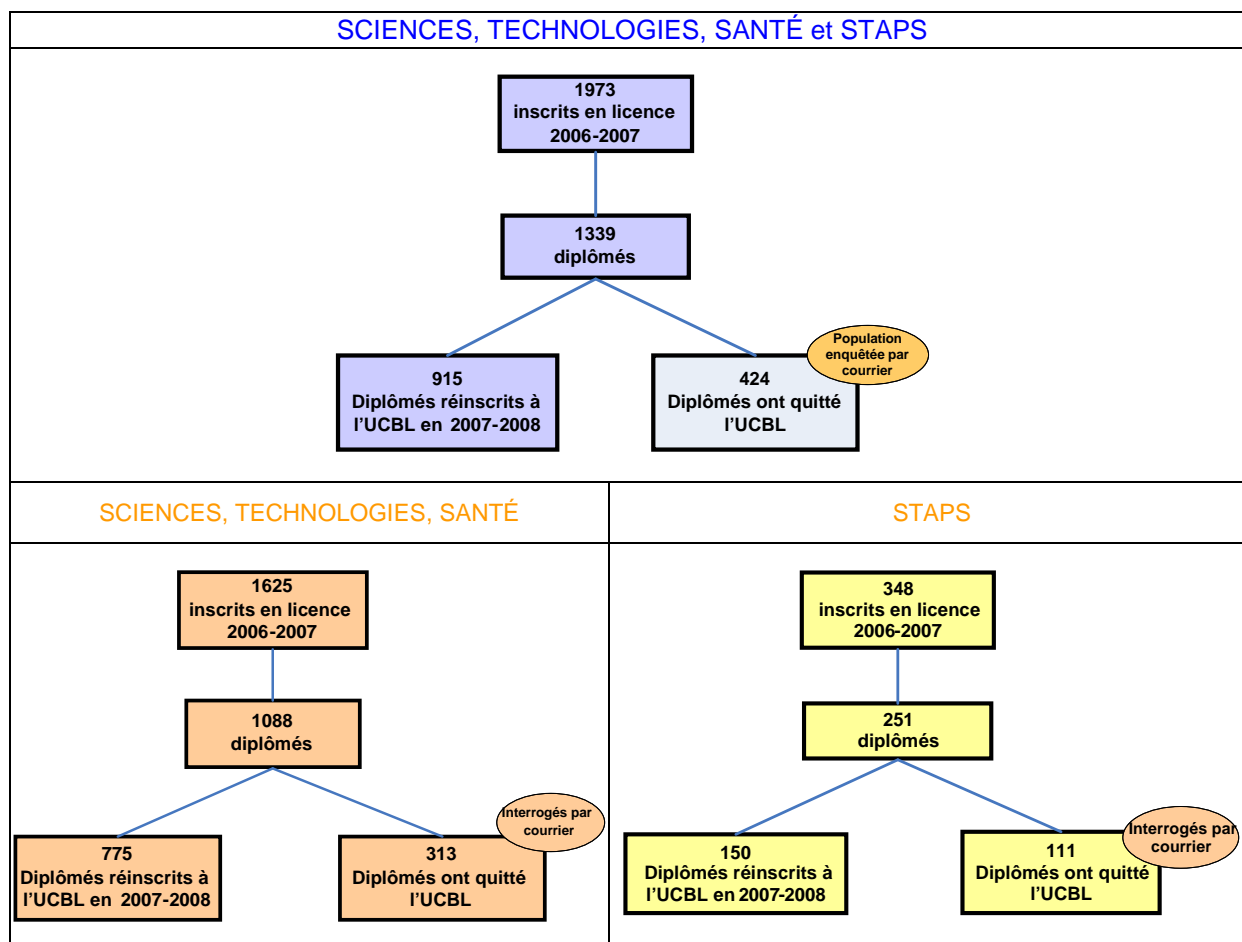 SCIENCES, TECHNOLOGIES, SANTÉ et STAPS
1973
inscrits en licence
2006-2007
1339
diplômés
Population
enquêtée par
courrier
915
Diplômés réinscrits à
l'UCBL en 2007-2008
424
Diplômés ont quitté
l'UCBL
SCIENCES, TECHNOLOGIES, SANTÉ
1625
inscrits en licence
2006-2007
1088
diplômés
Interrogés par
courrier
775
Diplômés réinscrits à
l'UCBL en 2007-2008
313
Diplômés ont quitté
l'UCBL
STAPS
348
inscrits en licence
2006-2007
251
diplômés
Interrogés par
courrier
150
Diplômés réinscrits à
l'UCBL en 2007-2008
111
Diplômés ont quitté
l'UCBL